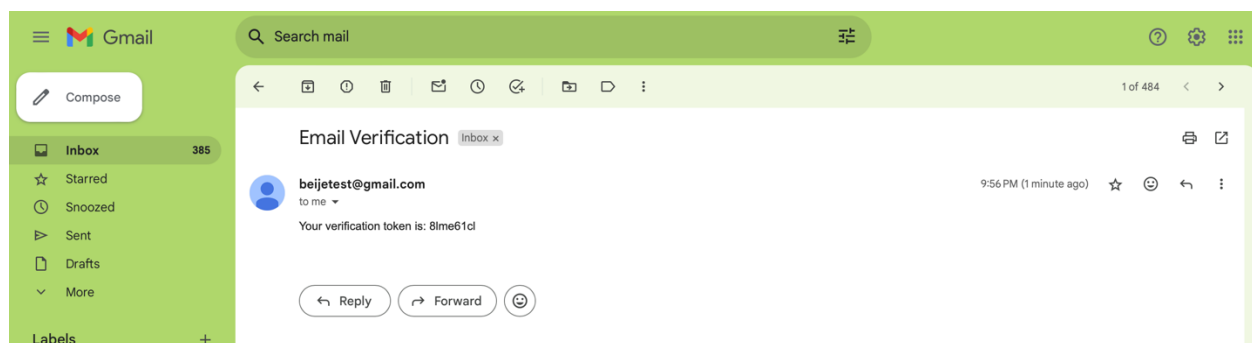 Gmail
Search mail
Compose
1 of 484
Email Verification Inbox x
Inbox 385
Starred
beijetest@gmail.com 9:56 PM (1 minute ago)
to me
Snoozed
Your verification token is: 8lme61cl
Sent
Drafts
More
Reply Forward
Labels +